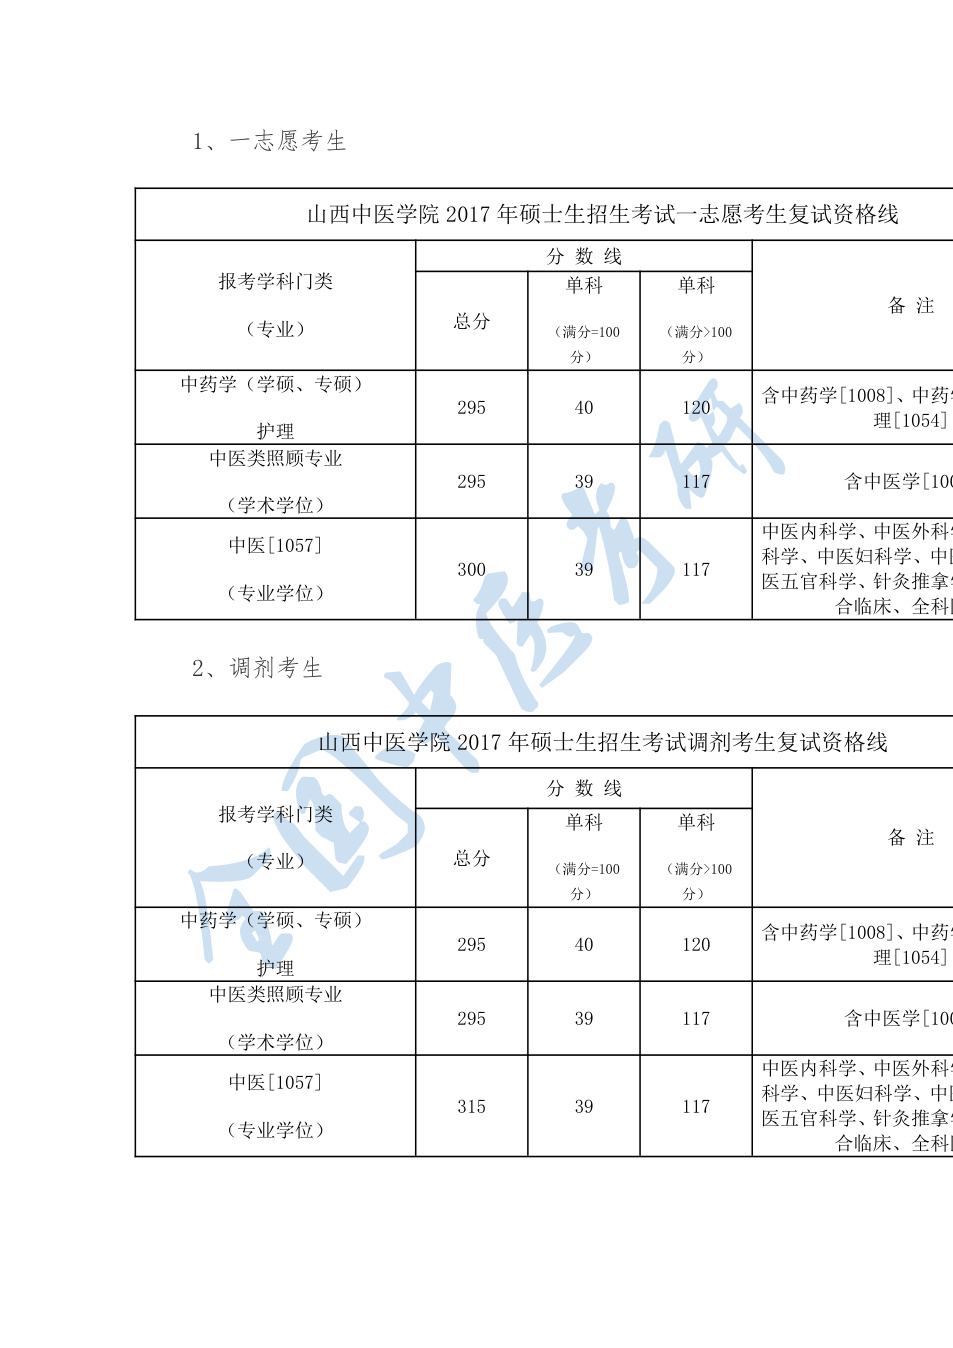 1、一志愿考生
山西中医学院 2017 年硕士生招生考试一志愿考生复试资格线
报考学科门类
（专业）
分 数 线
备 注
总分
单科
（满分=100
分）
单科
（满分>100
分）
中药学（学硕、专硕）
护理
295
40
120
含中药学[1008]、中药
理[1054]
中医类照顾专业
（学术学位）
295
39
117
含中医学[100
中医[1057]
（专业学位）
300
39
117
中医内科学、中医外科
科学、中医妇科学、中
医五官科学、针灸推拿
合临床、全科
2、调剂考生
山西中医学院 2017 年硕士生招生考试调剂考生复试资格线
报考学科门类
（专业）
分 数 线
备 注
总分
单科
（满分=100
分）
单科
（满分>100
分）
中药学（学硕、专硕）
护理
295
40
120
含中药学[1008]、中药
理[1054]
中医类照顾专业
（学术学位）
295
39
117
含中医学[100
中医[1057]
（专业学位）
315
39
117
中医内科学、中医外科
科学、中医妇科学、中
医五官科学、针灸推拿
合临床、全科
全国中医考研